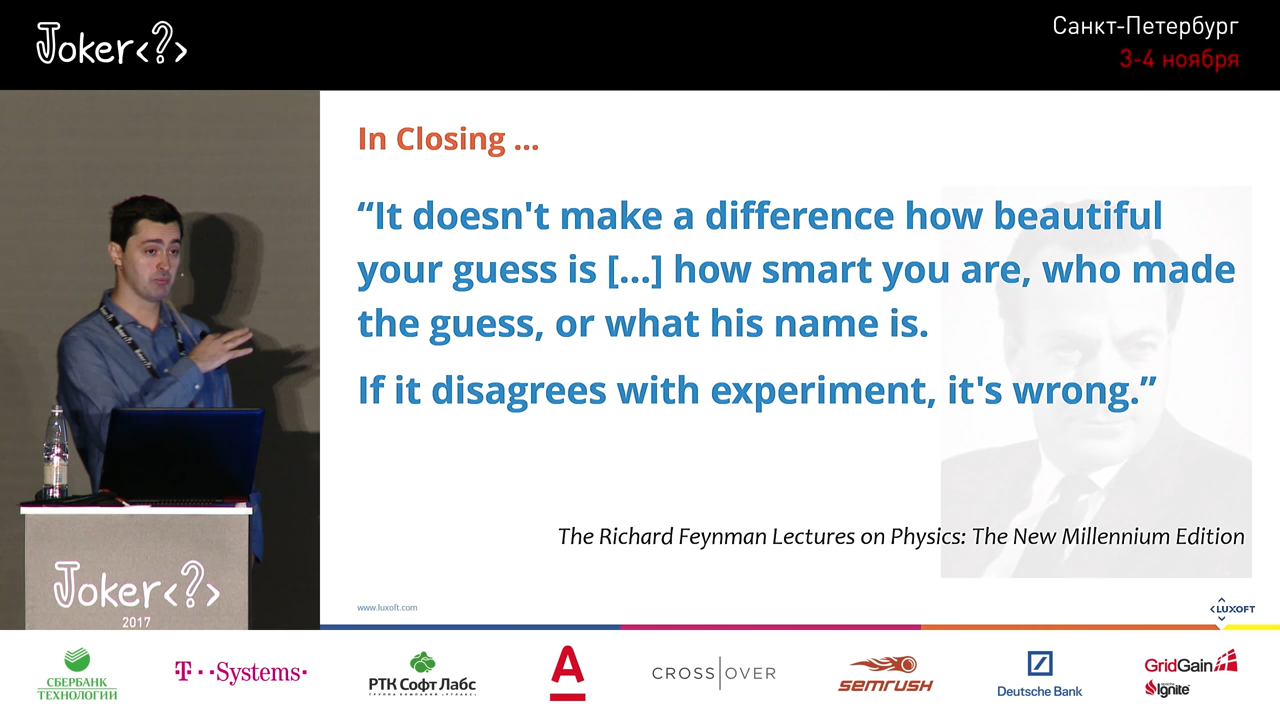 Joker<?>
Санкт-Петербург
3-4 ноября
In Closing ...
“It doesn't make a difference how beautiful
your guess is [...] how smart you are, who made
the guess, or what his name is.
If it disagrees with experiment, it's wrong.”
The Richard Feynman Lectures on Physics: The New Millennium Edition
www.luxoft.com
LUXOFT
Joker<?>
2017
СБЕРБАНК
ТЕХНОЛОГИИ
T··Systems·
РТК Софт Лабс
А
CROSS|OVER
semrush
Deutsche Bank
GridGain
Ignite